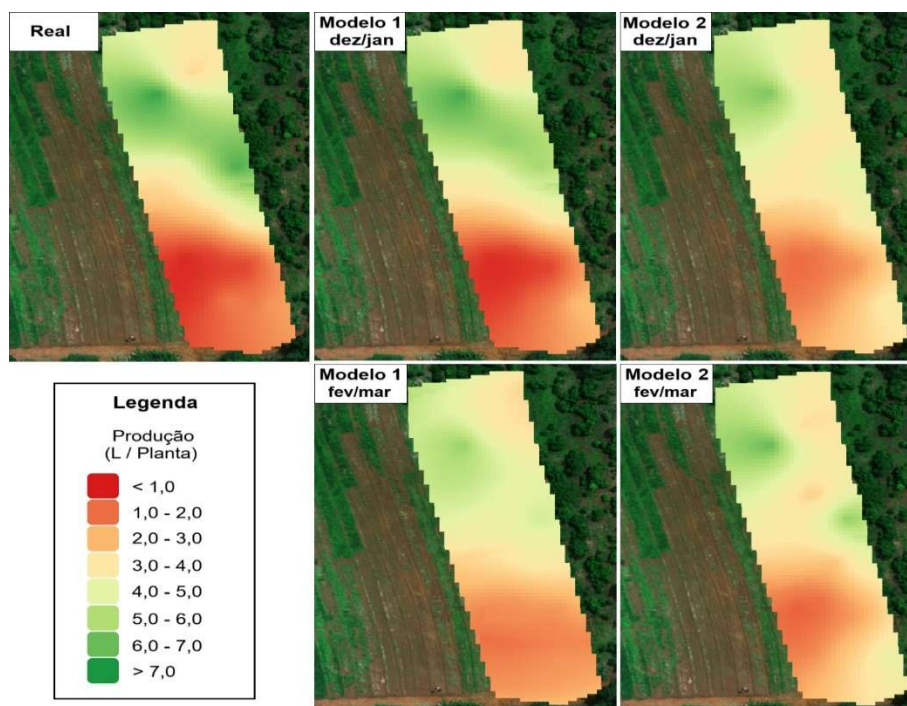 Real
Modelo 1
dez/jan
Modelo 2
dez/jan
Modelo 1
fev/mar
Modelo 2
fev/mar
Legenda
Produção
(L / Planta)
< 1,0
1,0 - 2,0
2,0 - 3,0
3,0 - 4,0
4,0 - 5,0
5,0 - 6,0
6,0 - 7,0
> 7,0